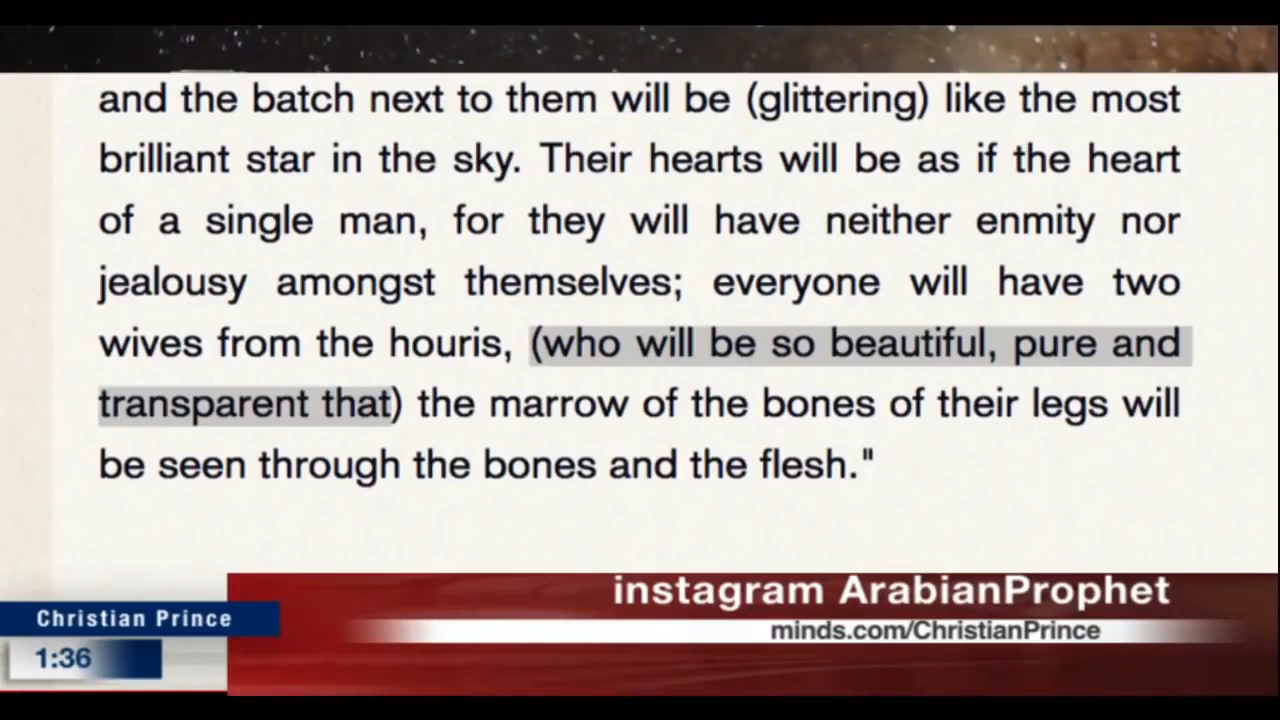 and the batch next to them will be (glittering) like the most
brilliant star in the sky. Their hearts will be as if the heart
of a single man, for they will have neither enmity nor
jealousy amongst themselves; everyone will have two
wives from the houris, (who will be so beautiful, pure and
transparent that) the marrow of the bones of their legs will
be seen through the bones and the flesh."
instagram ArabianProphet
Christian Prince
minds.com/ChristianPrince
1:36